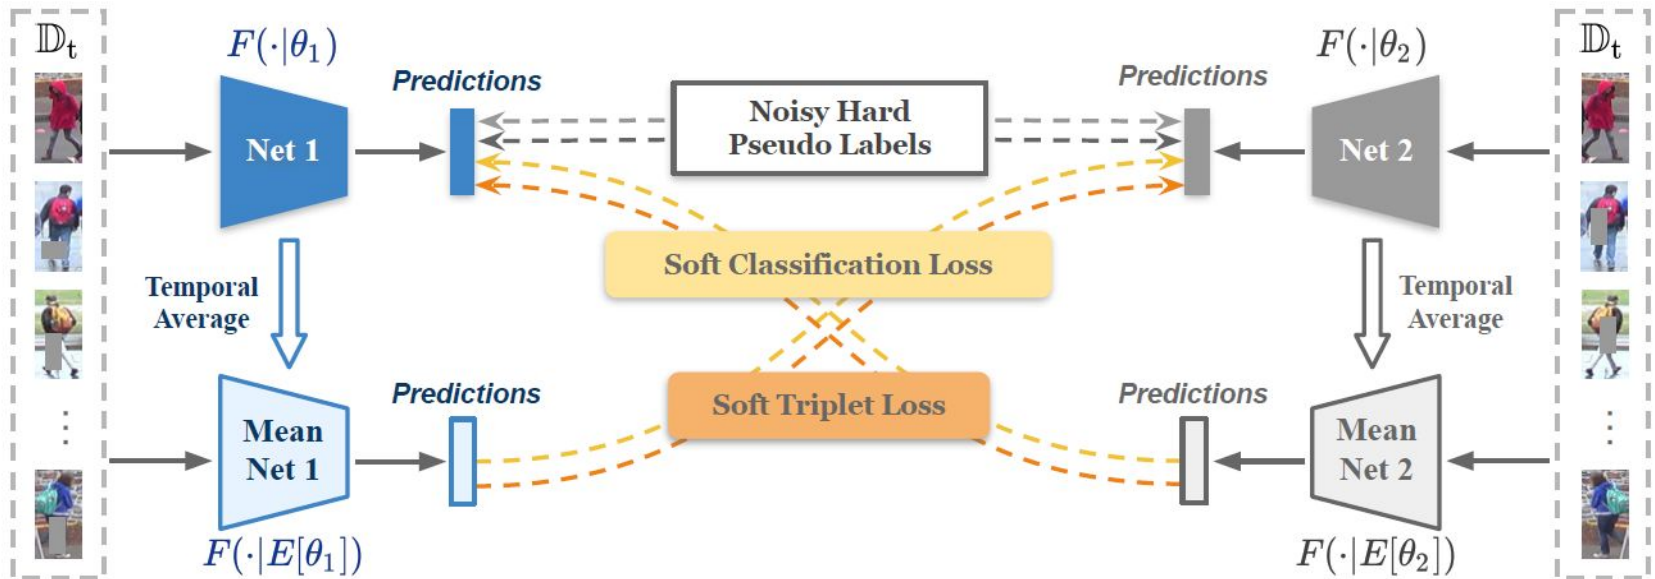 𝔻t
F(·|θ1)
Predictions
Net 1
Noisy Hard
Pseudo Labels
Predictions
F(·|θ2)
Net 2
𝔻t
Temporal
Average
Soft Classification Loss
Temporal
Average
Soft Triplet Loss
Predictions
Mean
Net 1
F(·|E[θ1])
Predictions
Mean
Net 2
F(·|E[θ2])